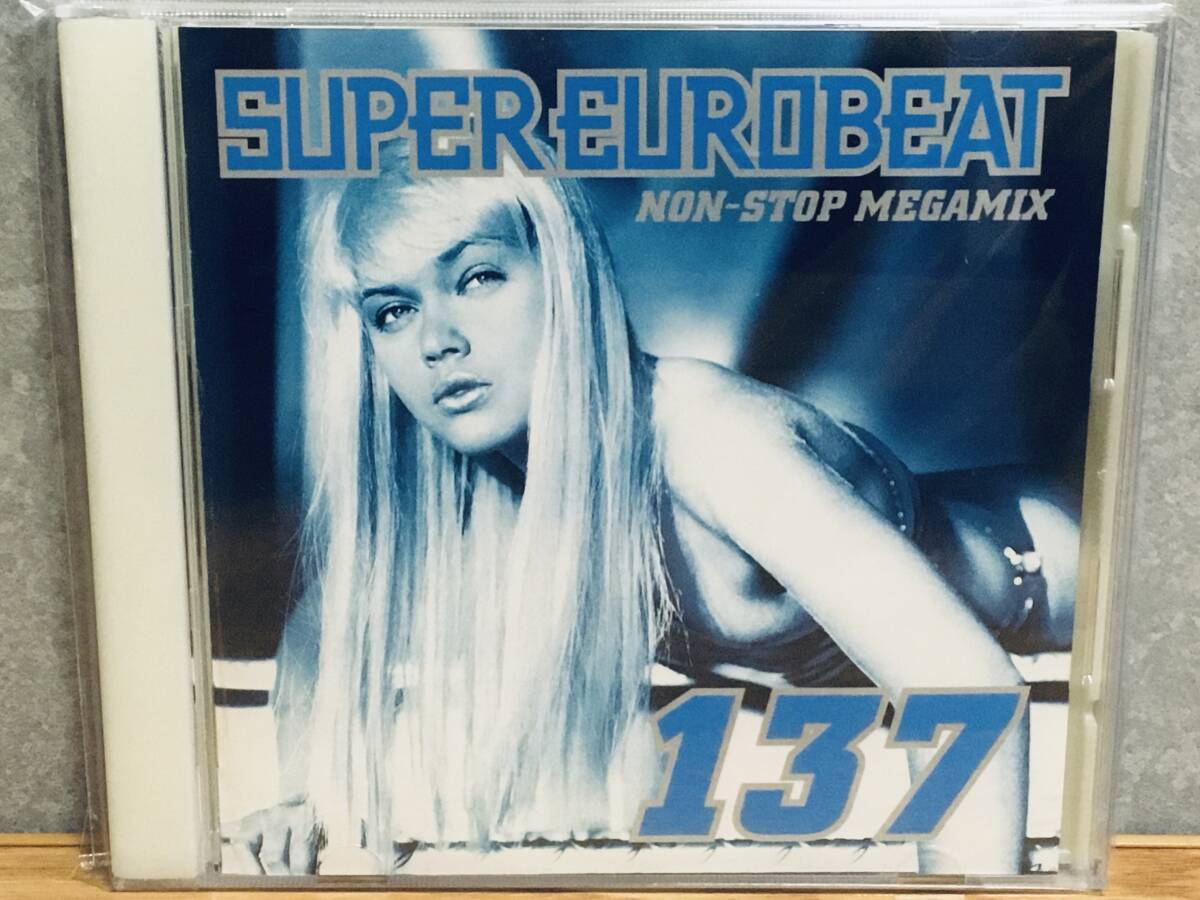 SUPER EUROBEAT
NON-STOP MEGAMIX
137